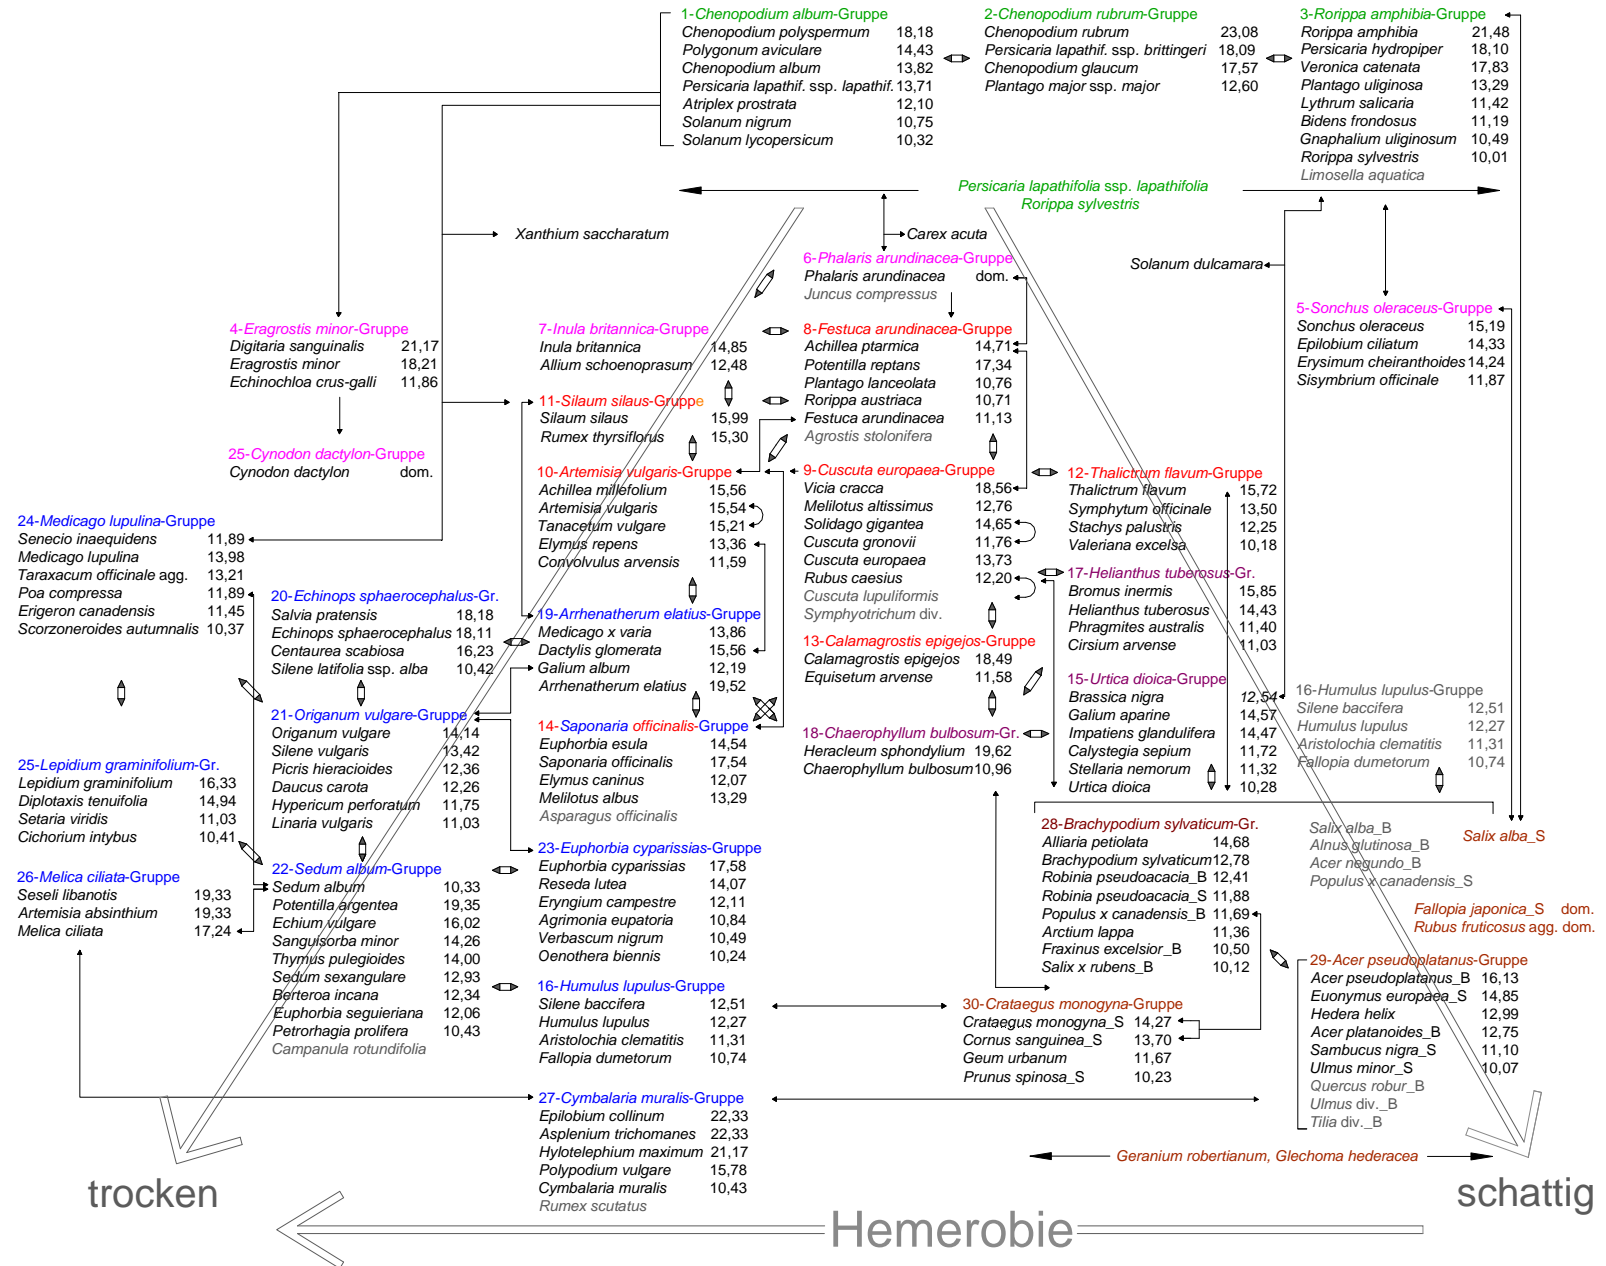 1-Chenopodium album-Gruppe
Chenopodium polyspermum 18,18
Polygonum aviculare 14,43
Chenopodium album 13,82
Persicaria lapathif. ssp. lapathif. 13,71
Atriplex prostrata 12,10
Solanum nigrum 10,75
Solanum lycopersicum 10,32
2-Chenopodium rubrum-Gruppe
Chenopodium rubrum 23,08
Persicaria lapathif. ssp. brittingeri 18,09
Chenopodium glaucum 17,57
Plantago major ssp. major 12,60
3-Rorippa amphibia-Gruppe
Rorippa amphibia 21,48
Persicaria hydropiper 18,10
Veronica catenata 17,83
Plantago uliginosa 13,29
Lythrum salicaria 11,42
Bidens frondosus 11,19
Gnaphalium uliginosum 10,49
Rorippa sylvestris 10,01
Limosella aquatica
Persicaria lapathifolia ssp. lapathifolia
Rorippa sylvestris
Xanthium saccharatum
Carex acuta
Solanum dulcamara
6-Phalaris arundinacea-Gruppe
Phalaris arundinacea dom.
Juncus compressus
5-Sonchus oleraceus-Gruppe
Sonchus oleraceus 15,19
Epilobium ciliatum 14,33
Erysimum cheiranthoides 14,24
Sisymbrium officinale 11,87
4-Eragrostis minor-Gruppe
Digitaria sanguinalis 21,17
Eragrostis minor 18,21
Echinochloa crus-galli 11,86
7-Inula britannica-Gruppe
Inula britannica 14,85
Allium schoenoprasum 12,48
8-Festuca arundinacea-Gruppe
Achillea ptarmica 14,71
Potentilla reptans 17,34
Plantago lanceolata 10,76
Rorippa austriaca 10,71
Festuca arundinacea 11,13
Agrostis stolonifera
11-Silaum silaus-Gruppe
Silaum silaus 15,99
Rumex thyrsiflorus 15,30
25-Cynodon dactylon-Gruppe
Cynodon dactylon dom.
10-Artemisia vulgaris-Gruppe
Achillea millefolium 15,56
Artemisia vulgaris 15,54
Tanacetum vulgare 15,21
Elymus repens 13,36
Convolvulus arvensis 11,59
9-Cuscuta europaea-Gruppe
Vicia cracca 18,56
Melilotus altissimus 12,76
Solidago gigantea 14,65
Cuscuta gronovii 11,76
Cuscuta europaea 13,73
Rubus caesius 12,20
Cuscuta lupuliformis
Symphyotrichum div.
12-Thalictrum flavum-Gruppe
Thalictrum flavum 15,72
Symphytum officinale 13,50
Stachys palustris 12,25
Valeriana excelsa 10,18
24-Medicago lupulina-Gruppe
Senecio inaequidens 11,89
Medicago lupulina 13,98
Taraxacum officinale agg. 13,21
Poa compressa 11,89
Erigeron canadensis 11,45
Scorzoneroides autumnalis 10,37
20-Echinops sphaerocephalus-Gr.
Salvia pratensis 18,18
Echinops sphaerocephalus 18,11
Centaurea scabiosa 16,23
Silene latifolia ssp. alba 10,42
19-Arrhenatherum elatius-Gruppe
Medicago x varia 13,86
Dactylis glomerata 15,56
Galium album 12,19
Arrhenatherum elatius 19,52
17-Helianthus tuberosus-Gr.
Bromus inermis 15,85
Helianthus tuberosus 14,43
Phragmites australis 11,40
Cirsium arvense 11,03
13-Calamagrostis epigejos-Gruppe
Calamagrostis epigejos 18,49
Equisetum arvense 11,58
15-Urtica dioica-Gruppe
Brassica nigra 12,54
Galium aparine 14,57
Impatiens glandulifera 14,47
Calystegia sepium 11,72
Stellaria nemorum 11,32
Urtica dioica 10,28
16-Humulus lupulus-Gruppe
Silene baccifera 12,51
Humulus lupulus 12,27
Aristolochia clematitis 11,31
Fallopia dumetorum 10,74
21-Origanum vulgare-Gruppe
Origanum vulgare 14,14
Silene vulgaris 13,42
Picris hieracioides 12,36
Daucus carota 12,26
Hypericum perforatum 11,75
Linaria vulgaris 11,03
14-Saponaria officinalis-Gruppe
Euphorbia esula 14,54
Saponaria officinalis 17,54
Elymus caninus 12,07
Melilotus albus 13,29
Asparagus officinalis
18-Chaerophyllum bulbosum-Gr.
Heracleum sphondylium 19,62
Chaerophyllum bulbosum 10,96
25-Lepidium graminifolium-Gr.
Lepidium graminifolium 16,33
Diplotaxis tenuifolia 14,94
Setaria viridis 11,03
Cichorium intybus 10,41
28-Brachypodium sylvaticum-Gr.
Alliaria petiolata 14,68
Brachypodium sylvaticum 12,78
Robinia pseudoacacia_B 12,41
Robinia pseudoacacia_S 11,88
Populus x canadensis_B 11,69
Arctium lappa 11,36
Fraxinus excelsior_B 10,50
Salix x rubens_B 10,12
Salix alba_B
Alnus glutinosa_B
Acer negundo_B
Populus x canadensis_S
Salix alba_S
Fallopia japonica_S dom.
Rubus fruticosus agg. dom.
26-Melica ciliata-Gruppe
Seseli libanotis 19,33
Artemisia absinthium 19,33
Melica ciliata 17,24
22-Sedum album-Gruppe
Sedum album 10,33
Potentilla argentea 19,35
Echium vulgare 16,02
Sanguisorba minor 14,26
Thymus pulegioides 14,00
Sedum sexangulare 12,93
Berteroa incana 12,34
Euphorbia seguieriana 12,06
Petrorhagia prolifera 10,43
Campanula rotundifolia
23-Euphorbia cyparissias-Gruppe
Euphorbia cyparissias 17,58
Reseda lutea 14,07
Eryngium campestre 12,11
Agrimonia eupatoria 10,84
Verbascum nigrum 10,49
Oenothera biennis 10,24
16-Humulus lupulus-Gruppe
Silene baccifera 12,51
Humulus lupulus 12,27
Aristolochia clematitis 11,31
Fallopia dumetorum 10,74
30-Crataegus monogyna-Gruppe
Crataegus monogyna_S 14,27
Cornus sanguinea_S 13,70
Geum urbanum 11,67
Prunus spinosa_S 10,23
29-Acer pseudoplatanus-Gruppe
Acer pseudoplatanus_B 16,13
Euonymus europaea_S 14,85
Hedera helix 12,99
Acer platanoides_B 12,75
Sambucus nigra_S 11,10
Ulmus minor_S 10,07
Quercus robur_B
Ulmus div._B
Tilia div._B
27-Cymbalaria muralis-Gruppe
Epilobium collinum 22,33
Asplenium trichomanes 22,33
Hylotelephium maximum 21,17
Polypodium vulgare 15,78
Cymbalaria muralis 10,43
Rumex scutatus
Geranium robertianum, Glechoma hederacea
trocken
schattig
Hemerobie